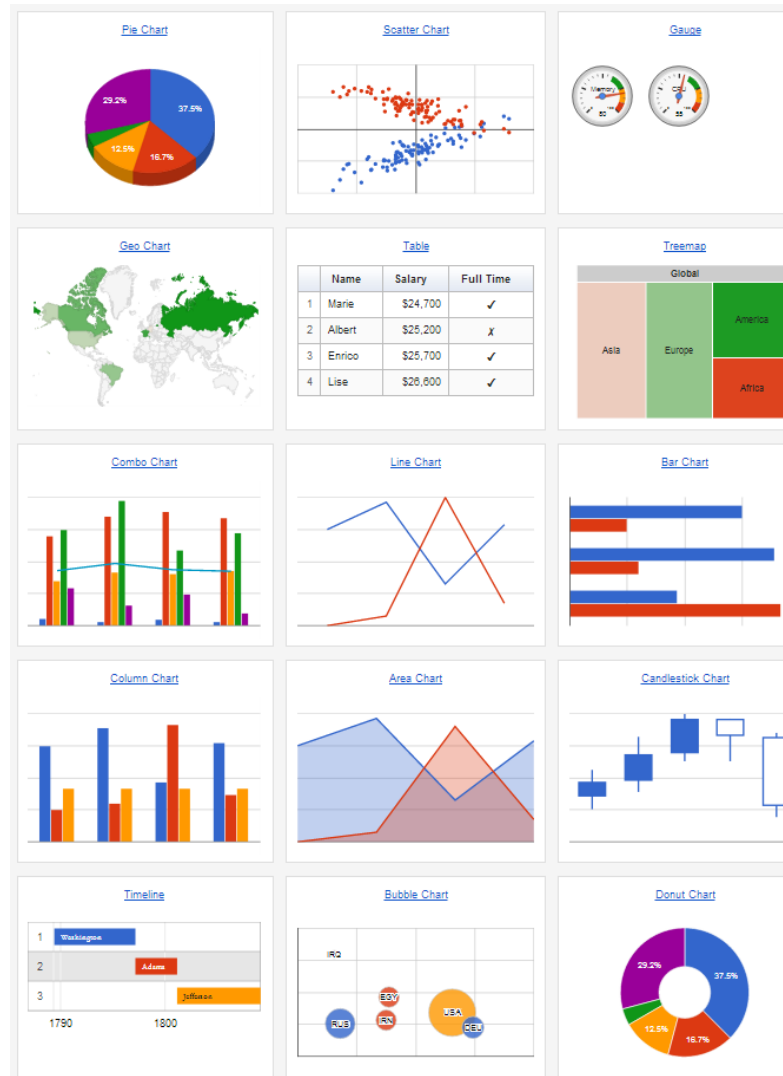 Pie Chart
29.2%
37.5%
12.5%
16.7%
Scatter Chart
Gauge
Memory
80
CPU
55
Geo Chart
Table
Name Salary Full Time
1 Marie $24,700 ✓
2 Albert $25,200 ✗
3 Enrico $25,700 ✓
4 Lise $26,600 ✓
Treemap
Global
Asia
Europe
America
Africa
Combo Chart
Line Chart
Bar Chart
Column Chart
Area Chart
Candlestick Chart
Timeline
1 Washington
2 Adams
3 Jefferson
1790 1800
Bubble Chart
IRQ
EGY
RUS
IRN
USA
DEU
Donut Chart
29.2%
37.5%
12.5%
16.7%